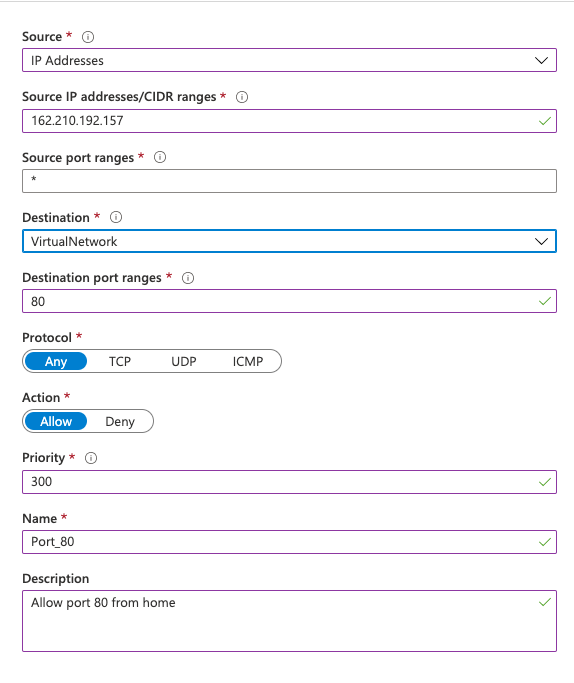 Source *
IP Addresses
Source IP addresses/CIDR ranges *
162.210.192.157
Source port ranges *
*
Destination *
VirtualNetwork
Destination port ranges *
80
Protocol *
Any TCP UDP ICMP
Action *
Allow Deny
Priority *
300
Name *
Port_80
Description
Allow port 80 from home